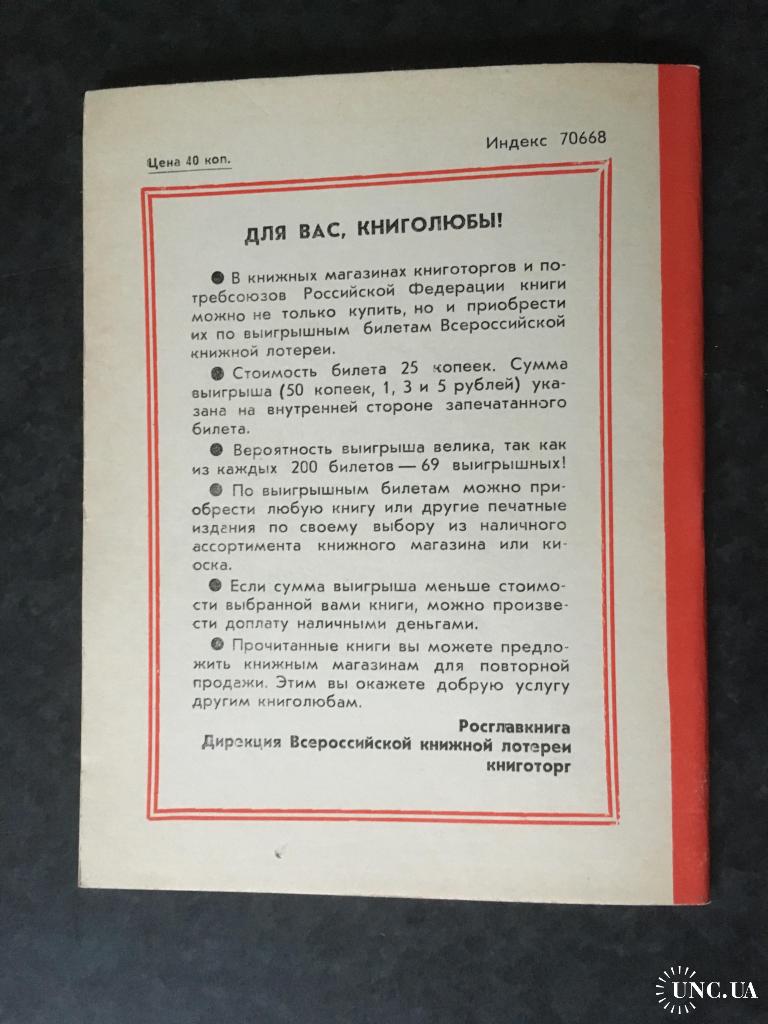 Цена 40 коп.
Индекс 70668
ДЛЯ ВАС, КНИГОЛЮБЫ!
● В книжных магазинах книготоргов и по-
требсоюзов Российской Федерации книги
можно не только купить, но и приобрести
их по выигрышным билетам Всероссийской
книжной лотереи.
● Стоимость билета 25 копеек. Сумма
выигрыша (50 копеек, 1, 3 и 5 рублей) ука-
зана на внутренней стороне запечатанного
билета.
● Вероятность выигрыша велика, так как
из каждых 200 билетов — 69 выигрышных!
● По выигрышным билетам можно при-
обрести любую книгу или другие печатные
издания по своему выбору из наличного
ассортимента книжного магазина или ки-
оска.
● Если сумма выигрыша меньше стоимо-
сти выбранной вами книги, можно произве-
сти доплату наличными деньгами.
● Прочитанные книги вы можете предло-
жить книжным магазинам для повторной
продажи. Этим вы окажете добрую услугу
другим книголюбам.
Росглавкнига
Дирекция Всероссийской книжной лотереи
книготорг
UNC.UA